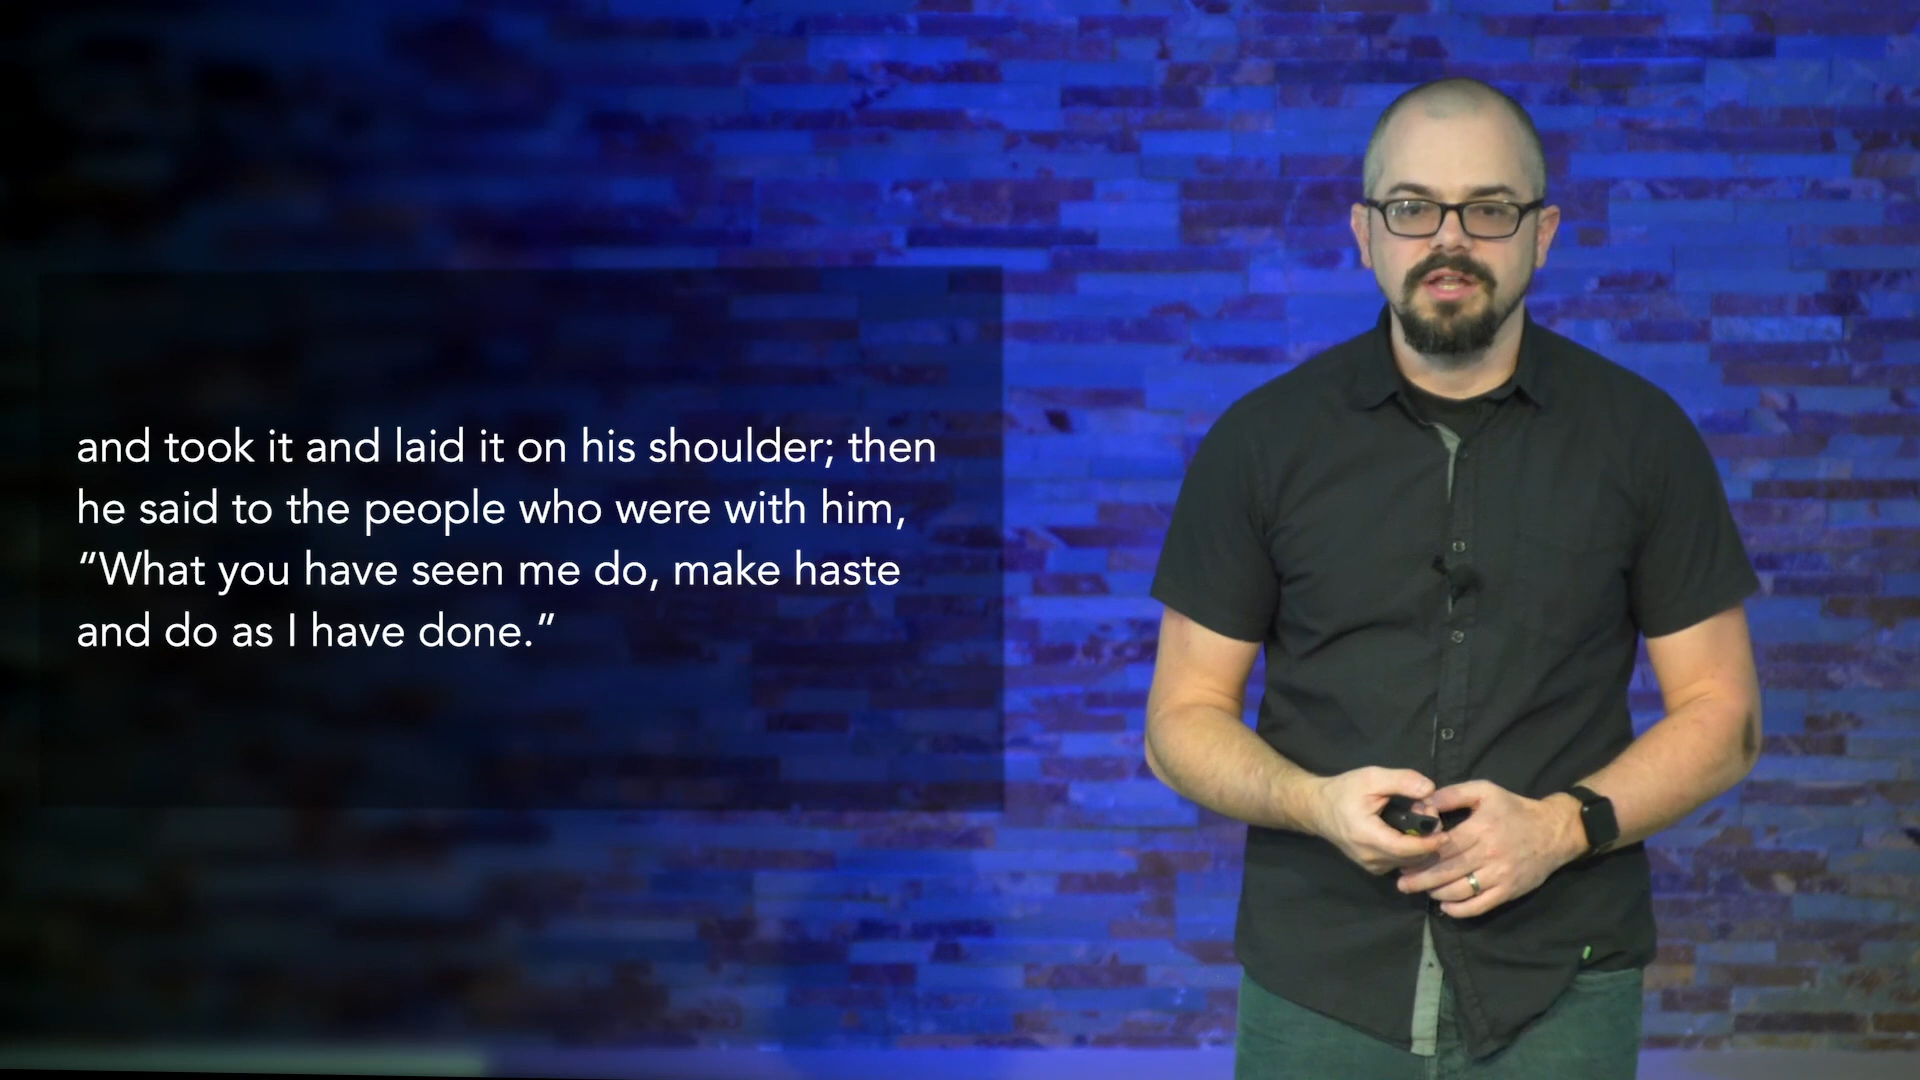 and took it and laid it on his shoulder; then
he said to the people who were with him,
“What you have seen me do, make haste
and do as I have done.”